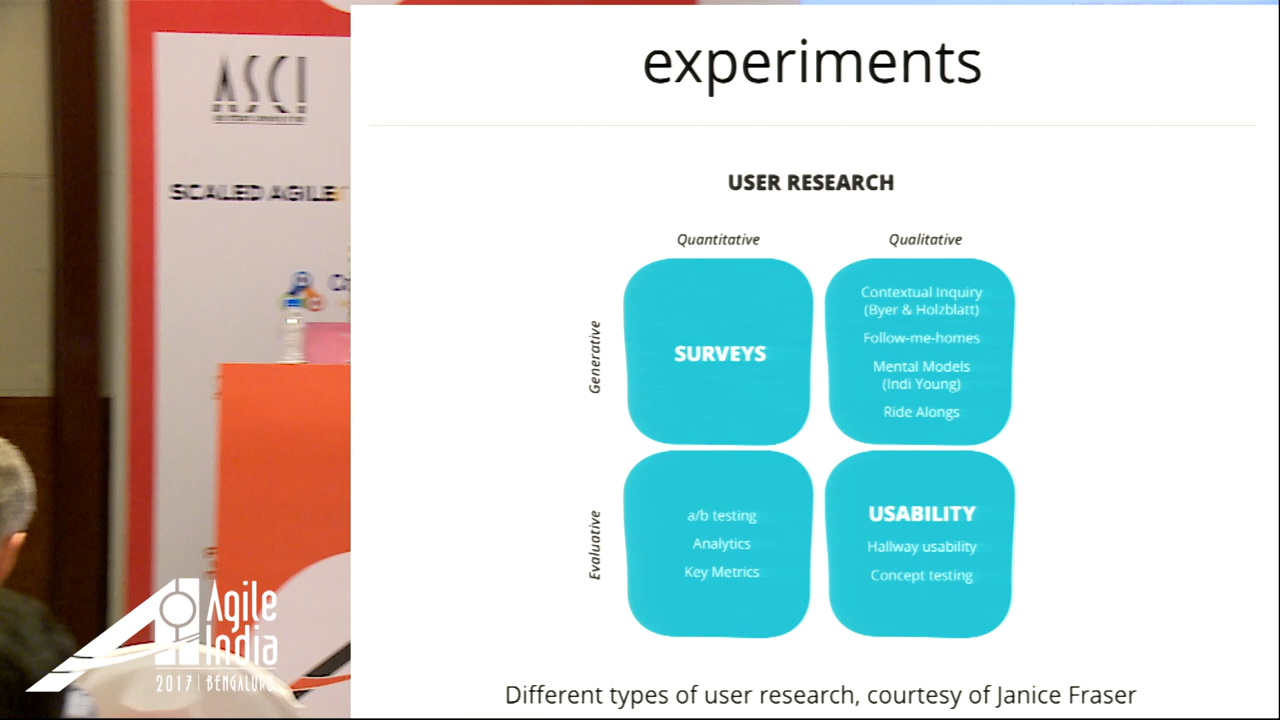 ASCI
SCALED AGILE
experiments
USER RESEARCH
Quantitative
Qualitative
Generative
SURVEYS
Contextual Inquiry
(Byer & Holzblatt)
Follow-me-homes
Mental Models
(Indi Young)
Ride Alongs
Evaluative
a/b testing
Analytics
Key Metrics
USABILITY
Hallway usability
Concept testing
Different types of user research, courtesy of Janice Fraser
Agile
India
2017 | BENGALURU